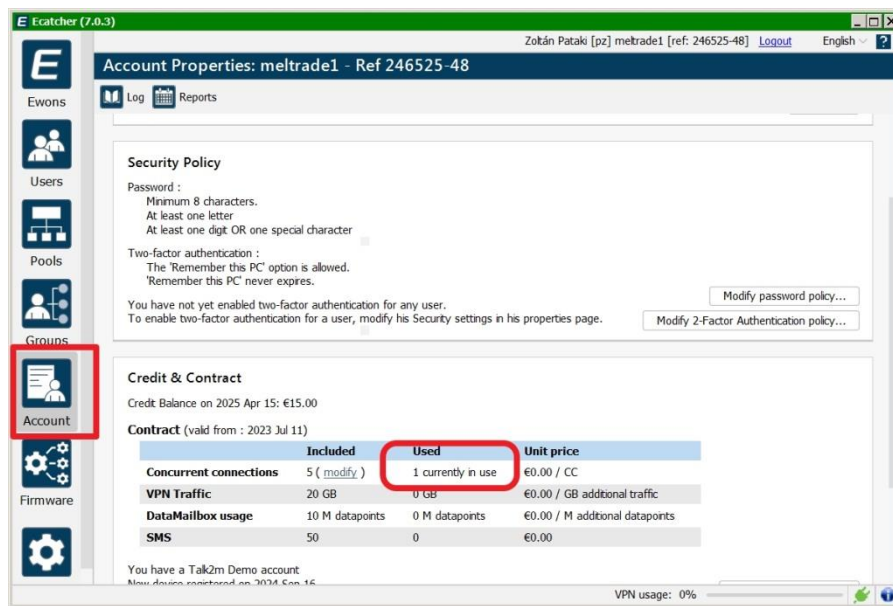 E Ecatcher (7.0.3)
Zoltán Pataki [pz] meltrade1 [ref: 246525-48] Logout English ?
Account Properties: meltrade1 - Ref 246525-48
Log Reports
Ewons
Users
Pools
Groups
Account
Firmware
Security Policy
Password :
Minimum 8 characters.
At least one letter
At least one digit OR one special character
Two-factor authentication :
The 'Remember this PC' option is allowed.
'Remember this PC' never expires.
You have not yet enabled two-factor authentication for any user.
To enable two-factor authentication for a user, modify his Security settings in his properties page.
Modify password policy...
Modify 2-Factor Authentication policy...
Credit & Contract
Credit Balance on 2025 Apr 15: €15.00
Contract (valid from : 2023 Jul 11)
Included Used Unit price
Concurrent connections 5 ( modify ) 1 currently in use €0.00 / CC
VPN Traffic 20 GB 0 GB €0.00 / GB additional traffic
DataMailbox usage 10 M datapoints 0 M datapoints €0.00 / M additional datapoints
SMS 50 0 €0.00
You have a Talk2m Demo account
New device registered on 2024 Sep 16
VPN usage: 0%